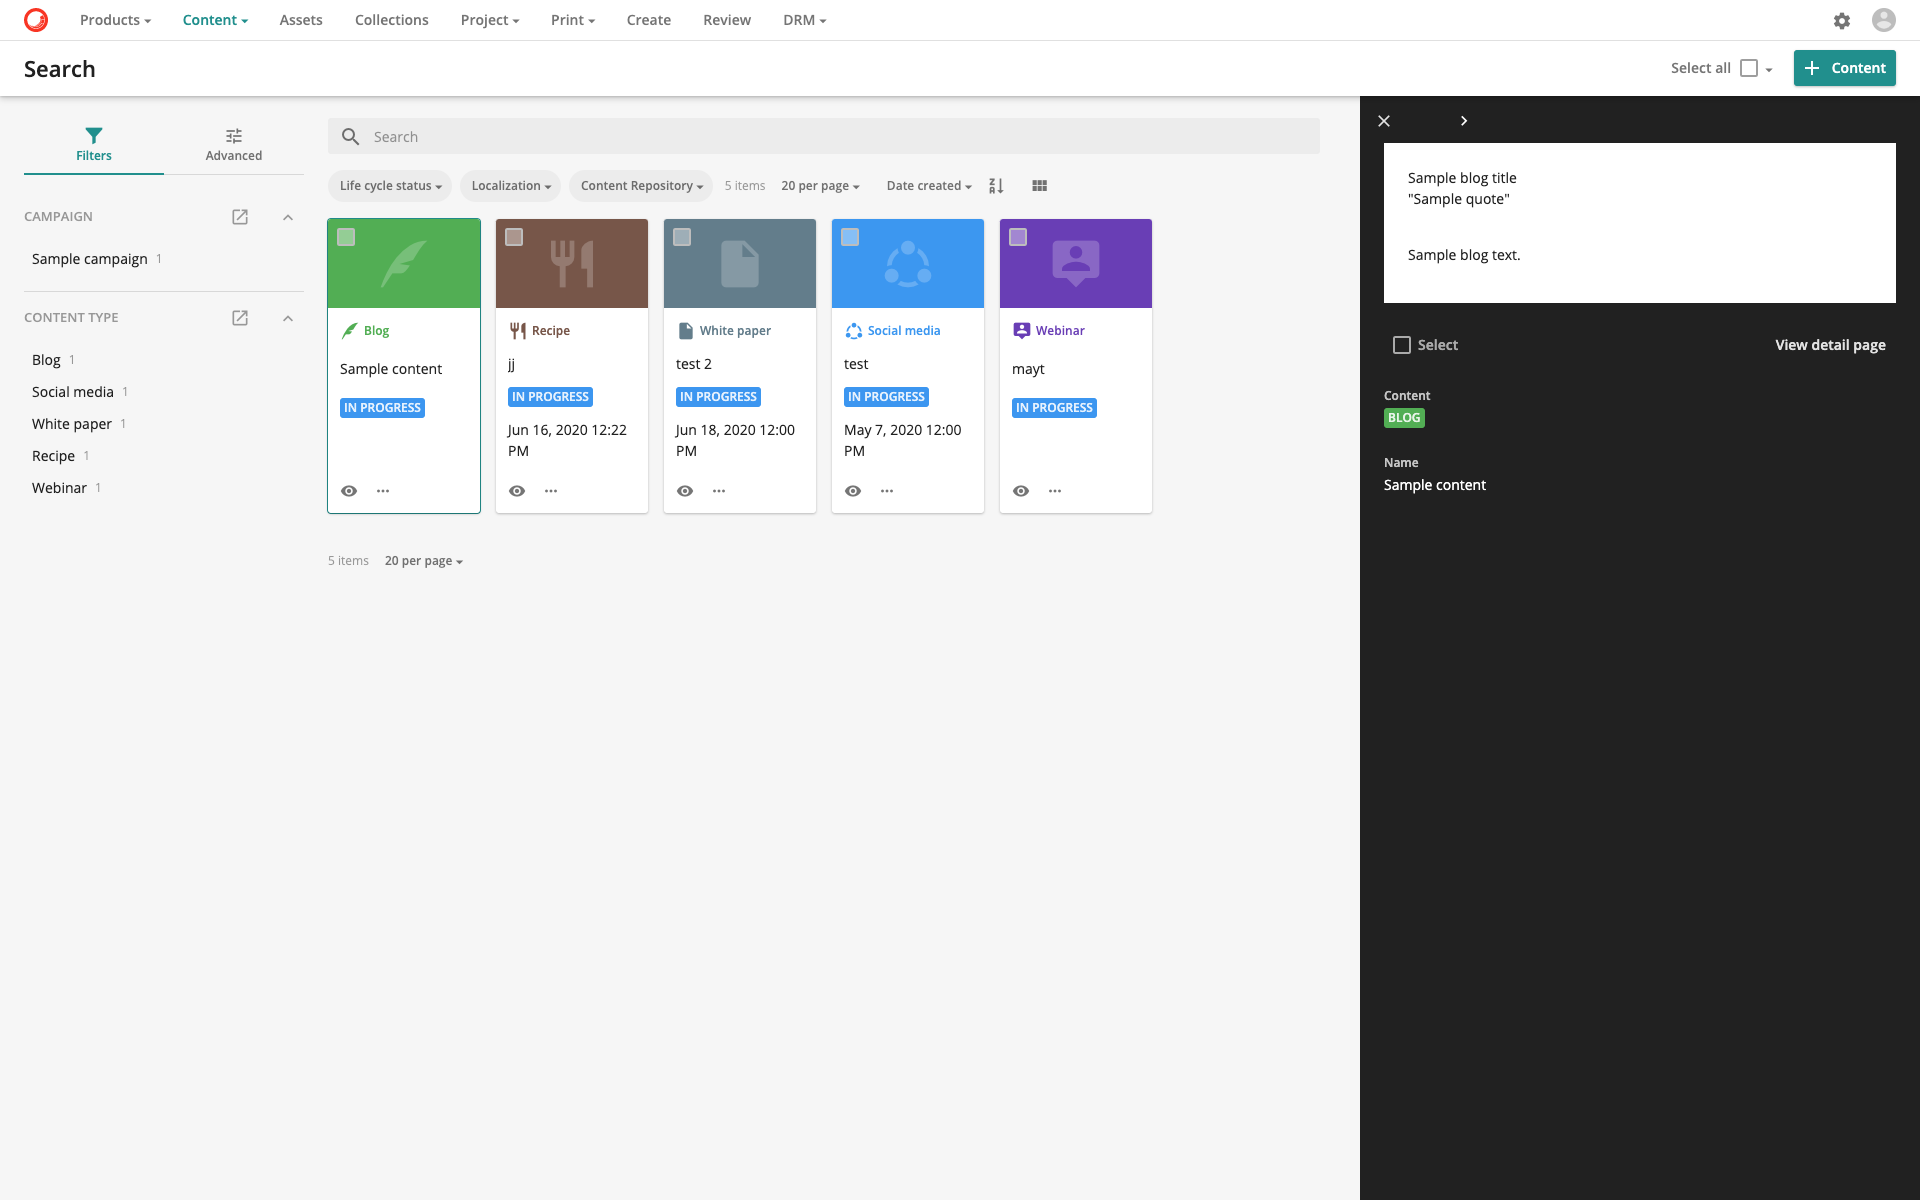 Products
Content
Assets
Collections
Project
Print
Create
Review
DRM
Search
Select all
Content
Filters
Advanced
CAMPAIGN
Sample campaign 1
CONTENT TYPE
Blog 1
Social media 1
White paper 1
Recipe 1
Webinar 1
Search
Life cycle status
Localization
Content Repository
5 items
20 per page
Date created
Blog
Sample content
IN PROGRESS
Recipe
jj
IN PROGRESS
Jun 16, 2020 12:22
PM
White paper
test 2
IN PROGRESS
Jun 18, 2020 12:00
PM
Social media
test
IN PROGRESS
May 7, 2020 12:00
PM
Webinar
mayt
IN PROGRESS
5 items
20 per page
Sample blog title
"Sample quote"
Sample blog text.
Select
View detail page
Content
BLOG
Name
Sample content